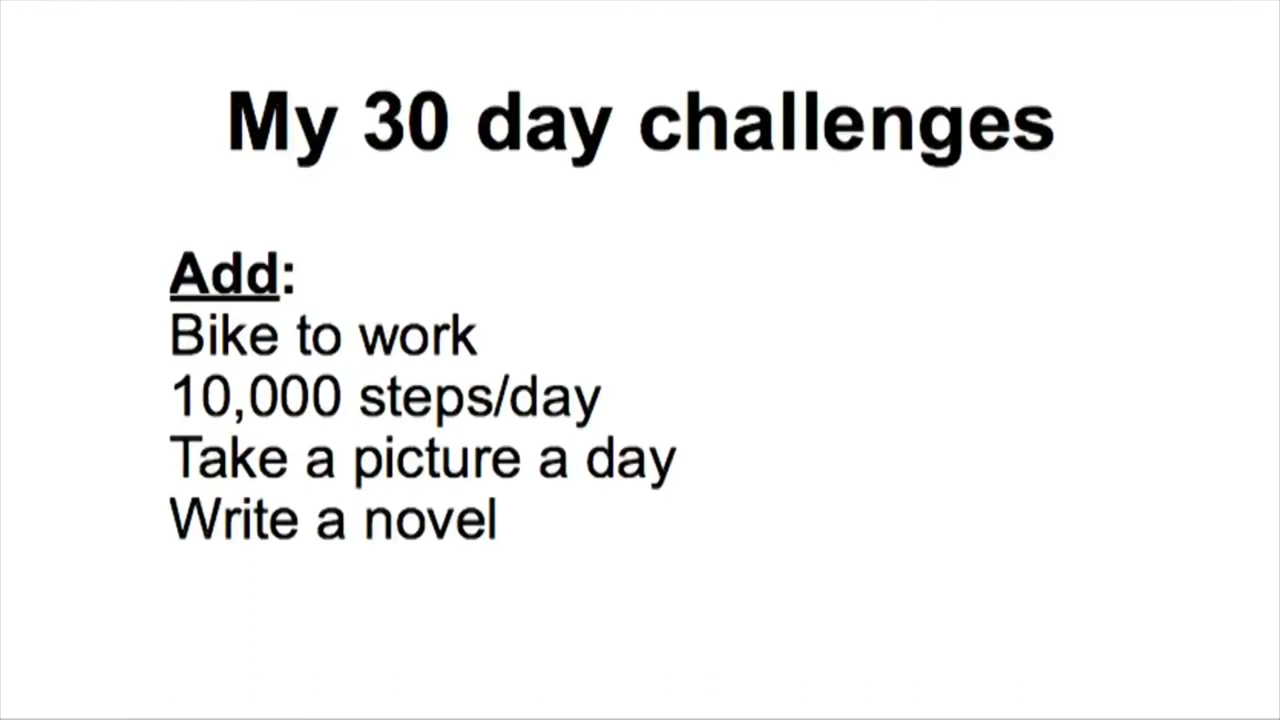 My 30 day challenges
Add:
Bike to work
10,000 steps/day
Take a picture a day
Write a novel